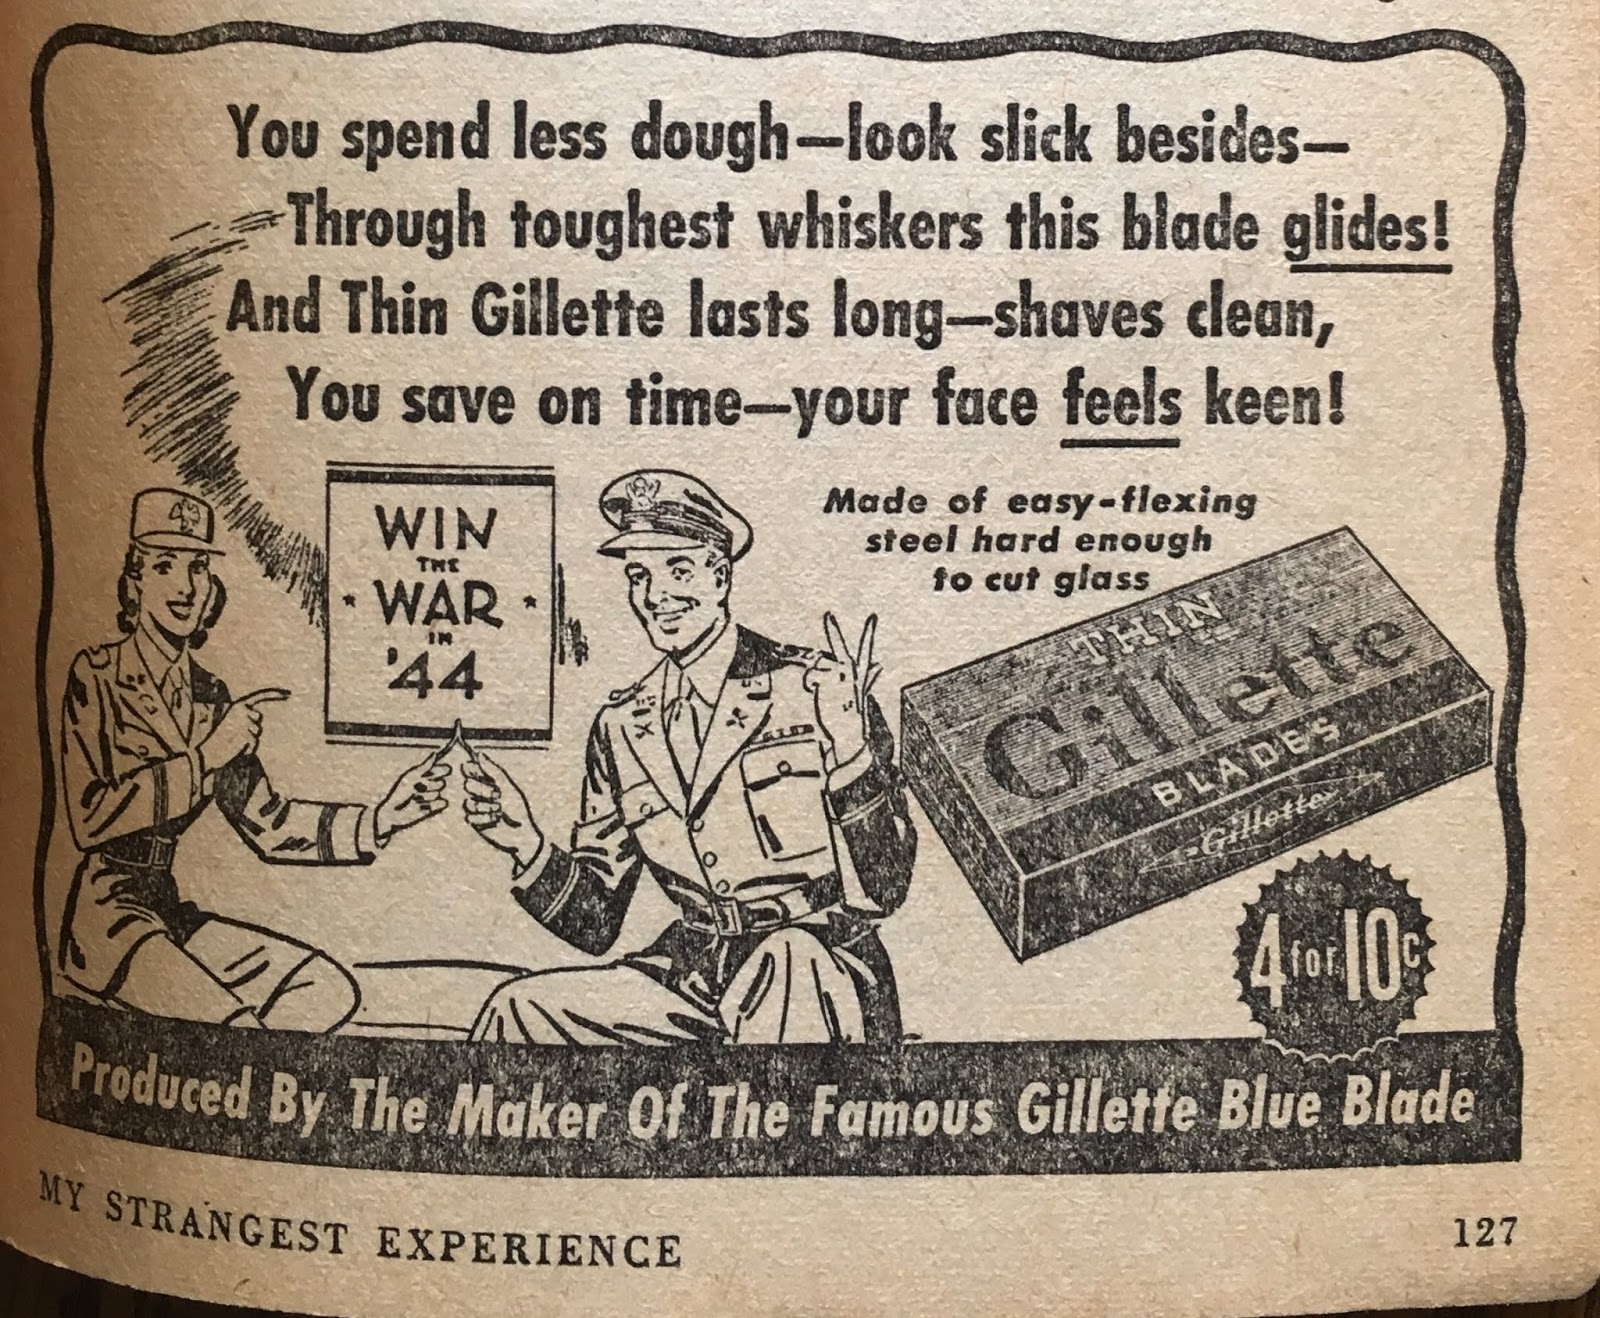 You spend less dough—look slick besides—
Through toughest whiskers this blade glides!
And Thin Gillette lasts long—shaves clean,
You save on time—your face feels keen!
WIN
THE
WAR
IN
'44
Made of easy-flexing
steel hard enough
to cut glass
THIN
Gillette
BLADES
Gillette
4 for 10c
Produced By The Maker Of The Famous Gillette Blue Blade
MY STRANGEST EXPERIENCE
127